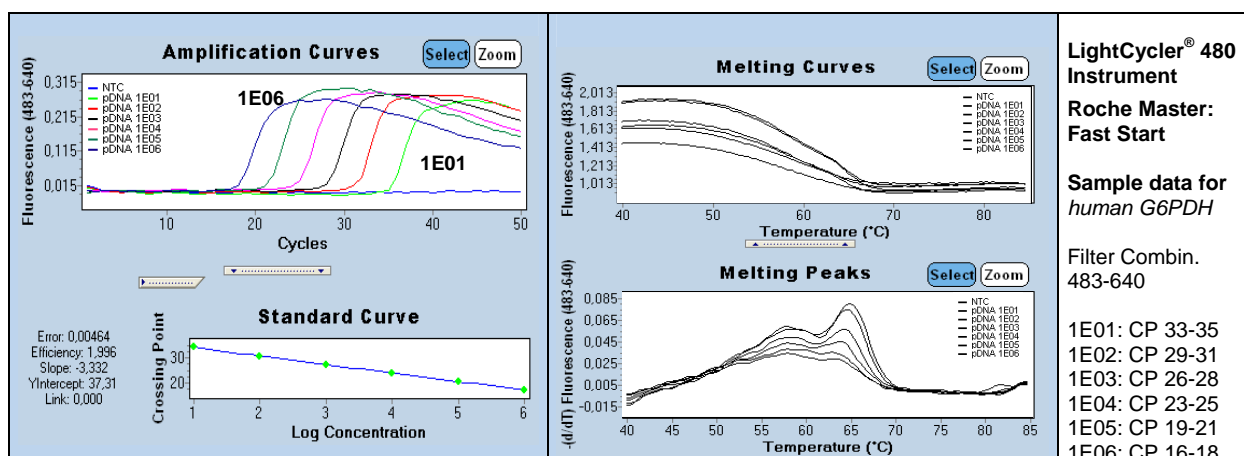 Amplification Curves
Select Zoom
Fluorescence (483-640)
0,315
0,215
0,115
0,015
NTC
pDNA 1E01
pDNA 1E02
pDNA 1E03
pDNA 1E04
pDNA 1E05
pDNA 1E06
1E06
1E01
10 20 30 40 50
Cycles
Error: 0,00464
Efficiency: 1,996
Slope: -3,332
YIntercept: 37,31
Link: 0,000
Standard Curve
Crossing Point
30
20
1 2 3 4 5 6
Log Concentration
Melting Curves
Select Zoom
Fluorescence (483-640)
2,013
1,813
1,613
1,413
1,213
1,013
NTC
pDNA 1E01
pDNA 1E02
pDNA 1E03
pDNA 1E04
pDNA 1E05
pDNA 1E06
40 50 60 70 80
Temperature (°C)
Melting Peaks
Select Zoom
-(d/dT) Fluorescence (483-640)
0,085
0,065
0,045
0,025
0,005
-0,015
NTC
pDNA 1E01
pDNA 1E02
pDNA 1E03
pDNA 1E04
pDNA 1E05
pDNA 1E06
40 45 50 55 60 65 70 75 80 85
Temperature (°C)
LightCycler® 480
Instrument
Roche Master:
Fast Start
Sample data for
human G6PDH
Filter Combin.
483-640
1E01: CP 33-35
1E02: CP 29-31
1E03: CP 26-28
1E04: CP 23-25
1E05: CP 19-21
1E06: CP 16-18